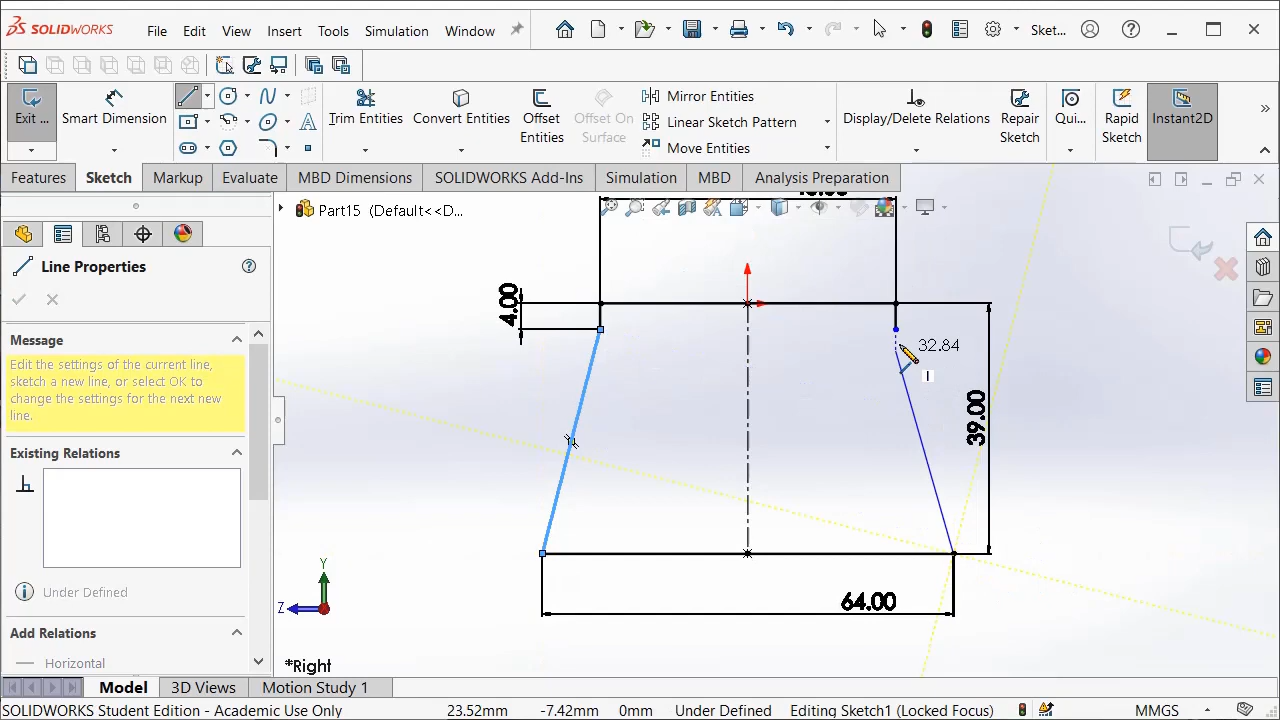 SOLIDWORKS
File Edit View Insert Tools Simulation Window
Sket...
Exit ...
Smart Dimension
Trim Entities
Convert Entities
Offset Entities
Offset On Surface
Mirror Entities
Linear Sketch Pattern
Move Entities
Display/Delete Relations
Repair Sketch
Qui...
Rapid Sketch
Instant2D
Features Sketch Markup Evaluate MBD Dimensions SOLIDWORKS Add-Ins Simulation MBD Analysis Preparation
Part15 (Default<<D...
Line Properties
Message
Edit the settings of the current line,
sketch a new line, or select OK to
change the settings for the next new
line.
Existing Relations
Under Defined
Add Relations
Horizontal
4.00
32.84
39.00
64.00
Y
Z
*Right
Model 3D Views Motion Study 1
SOLIDWORKS Student Edition - Academic Use Only 23.52mm -7.42mm 0mm Under Defined Editing Sketch1 (Locked Focus) MMGS